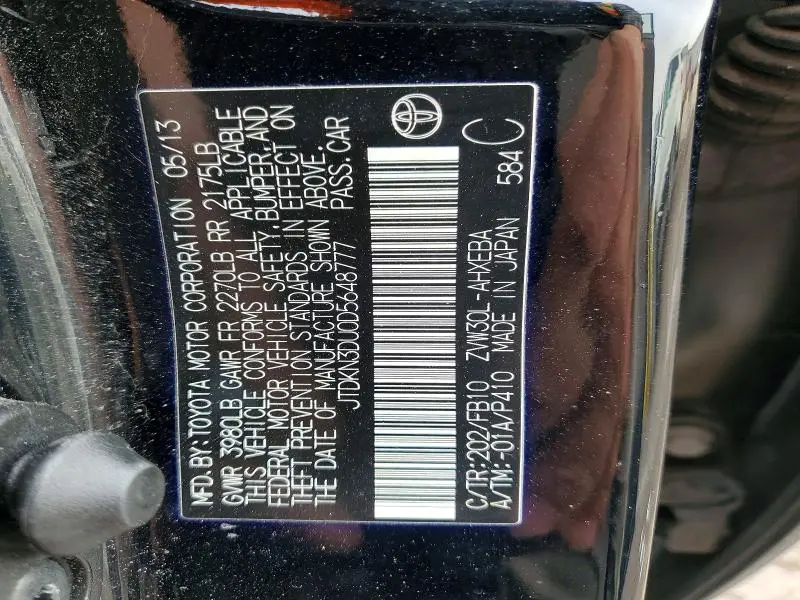 MFD.BY:TOYOTA MOTOR CORPORATION 05/13
GVWR 3980LB GAWR FR 2270LB RR 2175LB
THIS VEHICLE CONFORMS TO ALL APPLICABLE
FEDERAL MOTOR VEHICLE SAFETY,BUMPER,AND
THEFT PREVENTION STANDARDS IN EFFECT ON
THE DATE OF MANUFACTURE SHOWN ABOVE.
JTDKN3DU0D5648777 PASS.CAR
C/TR:202/FB10 ZVW30L-AHXEBA
A/TM:-01A/P410 MADE IN JAPAN 584 C